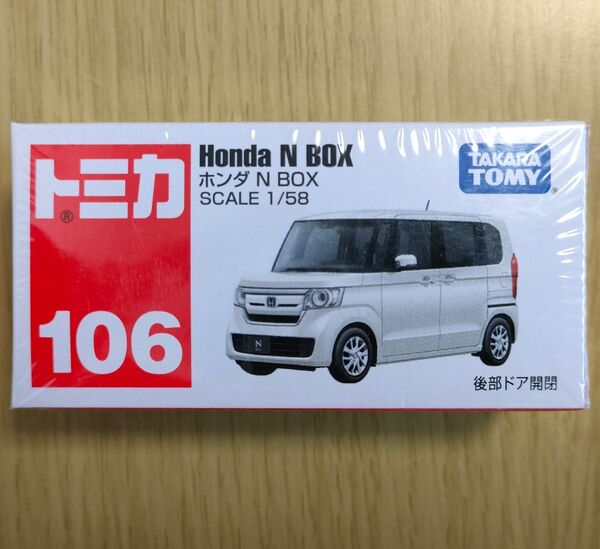 トミカ
®
106
Honda N BOX
ホンダ N BOX
SCALE 1/58
TAKARA
TOMY
®
N
後部ドア開閉